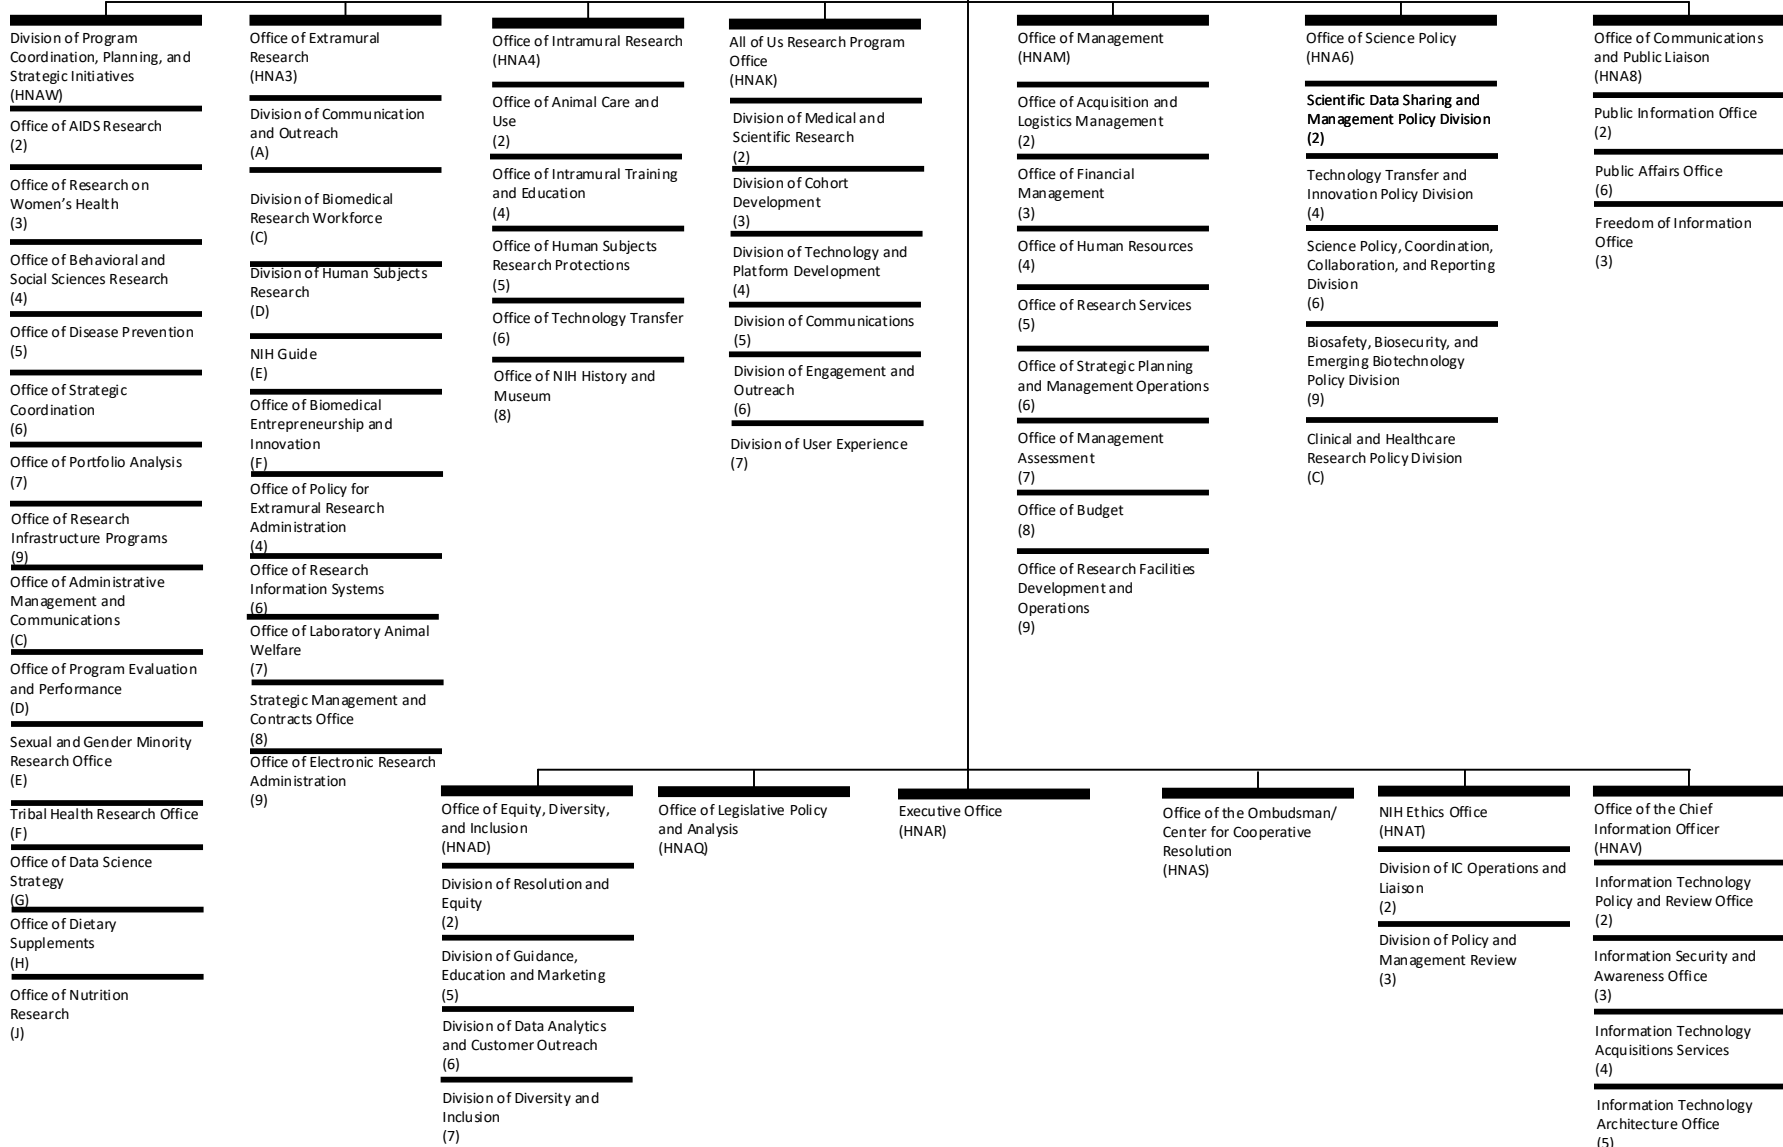 Division of Program
Coordination, Planning, and
Strategic Initiatives
(HNAW)
Office of AIDS Research
(2)
Office of Research on
Women's Health
(3)
Office of Behavioral and
Social Sciences Research
(4)
Office of Disease Prevention
(5)
Office of Strategic
Coordination
(6)
Office of Portfolio Analysis
(7)
Office of Research
Infrastructure Programs
(9)
Office of Administrative
Management and
Communications
(C)
Office of Program Evaluation
and Performance
(D)
Sexual and Gender Minority
Research Office
(E)
Tribal Health Research Office
(F)
Office of Data Science
Strategy
(G)
Office of Dietary
Supplements
(H)
Office of Nutrition
Research
(J)
Office of Extramural
Research
(HNA3)
Division of Communication
and Outreach
(A)
Division of Biomedical
Research Workforce
(C)
Division of Human Subjects
Research
(D)
NIH Guide
(E)
Office of Biomedical
Entrepreneurship and
Innovation
(F)
Office of Policy for
Extramural Research
Administration
(4)
Office of Research
Information Systems
(6)
Office of Laboratory Animal
Welfare
(7)
Strategic Management and
Contracts Office
(8)
Office of Electronic Research
Administration
(9)
Office of Intramural Research
(HNA4)
Office of Animal Care and
Use
(2)
Office of Intramural Training
and Education
(4)
Office of Human Subjects
Research Protections
(5)
Office of Technology Transfer
(6)
Office of NIH History and
Museum
(8)
All of Us Research Program
Office
(HNAK)
Division of Medical and
Scientific Research
(2)
Division of Cohort
Development
(3)
Division of Technology and
Platform Development
(4)
Division of Communications
(5)
Division of Engagement and
Outreach
(6)
Division of User Experience
(7)
Office of Management
(HNAM)
Office of Acquisition and
Logistics Management
(2)
Office of Financial
Management
(3)
Office of Human Resources
(4)
Office of Research Services
(5)
Office of Strategic Planning
and Management Operations
(6)
Office of Management
Assessment
(7)
Office of Budget
(8)
Office of Research Facilities
Development and
Operations
(9)
Office of Science Policy
(HNA6)
Scientific Data Sharing and
Management Policy Division
(2)
Technology Transfer and
Innovation Policy Division
(4)
Science Policy, Coordination,
Collaboration, and Reporting
Division
(6)
Biosafety, Biosecurity, and
Emerging Biotechnology
Policy Division
(9)
Clinical and Healthcare
Research Policy Division
(C)
Office of Communications
and Public Liaison
(HNA8)
Public Information Office
(2)
Public Affairs Office
(6)
Freedom of Information
Office
(3)
Office of Equity, Diversity,
and Inclusion
(HNAD)
Division of Resolution and
Equity
(2)
Division of Guidance,
Education and Marketing
(5)
Division of Data Analytics
and Customer Outreach
(6)
Division of Diversity and
Inclusion
(7)
Office of Legislative Policy
and Analysis
(HNAQ)
Executive Office
(HNAR)
Office of the Ombudsman/
Center for Cooperative
Resolution
(HNAS)
NIH Ethics Office
(HNAT)
Division of IC Operations and
Liaison
(2)
Division of Policy and
Management Review
(3)
Office of the Chief
Information Officer
(HNAV)
Information Technology
Policy and Review Office
(2)
Information Security and
Awareness Office
(3)
Information Technology
Acquisitions Services
(4)
Information Technology
Architecture Office
(5)